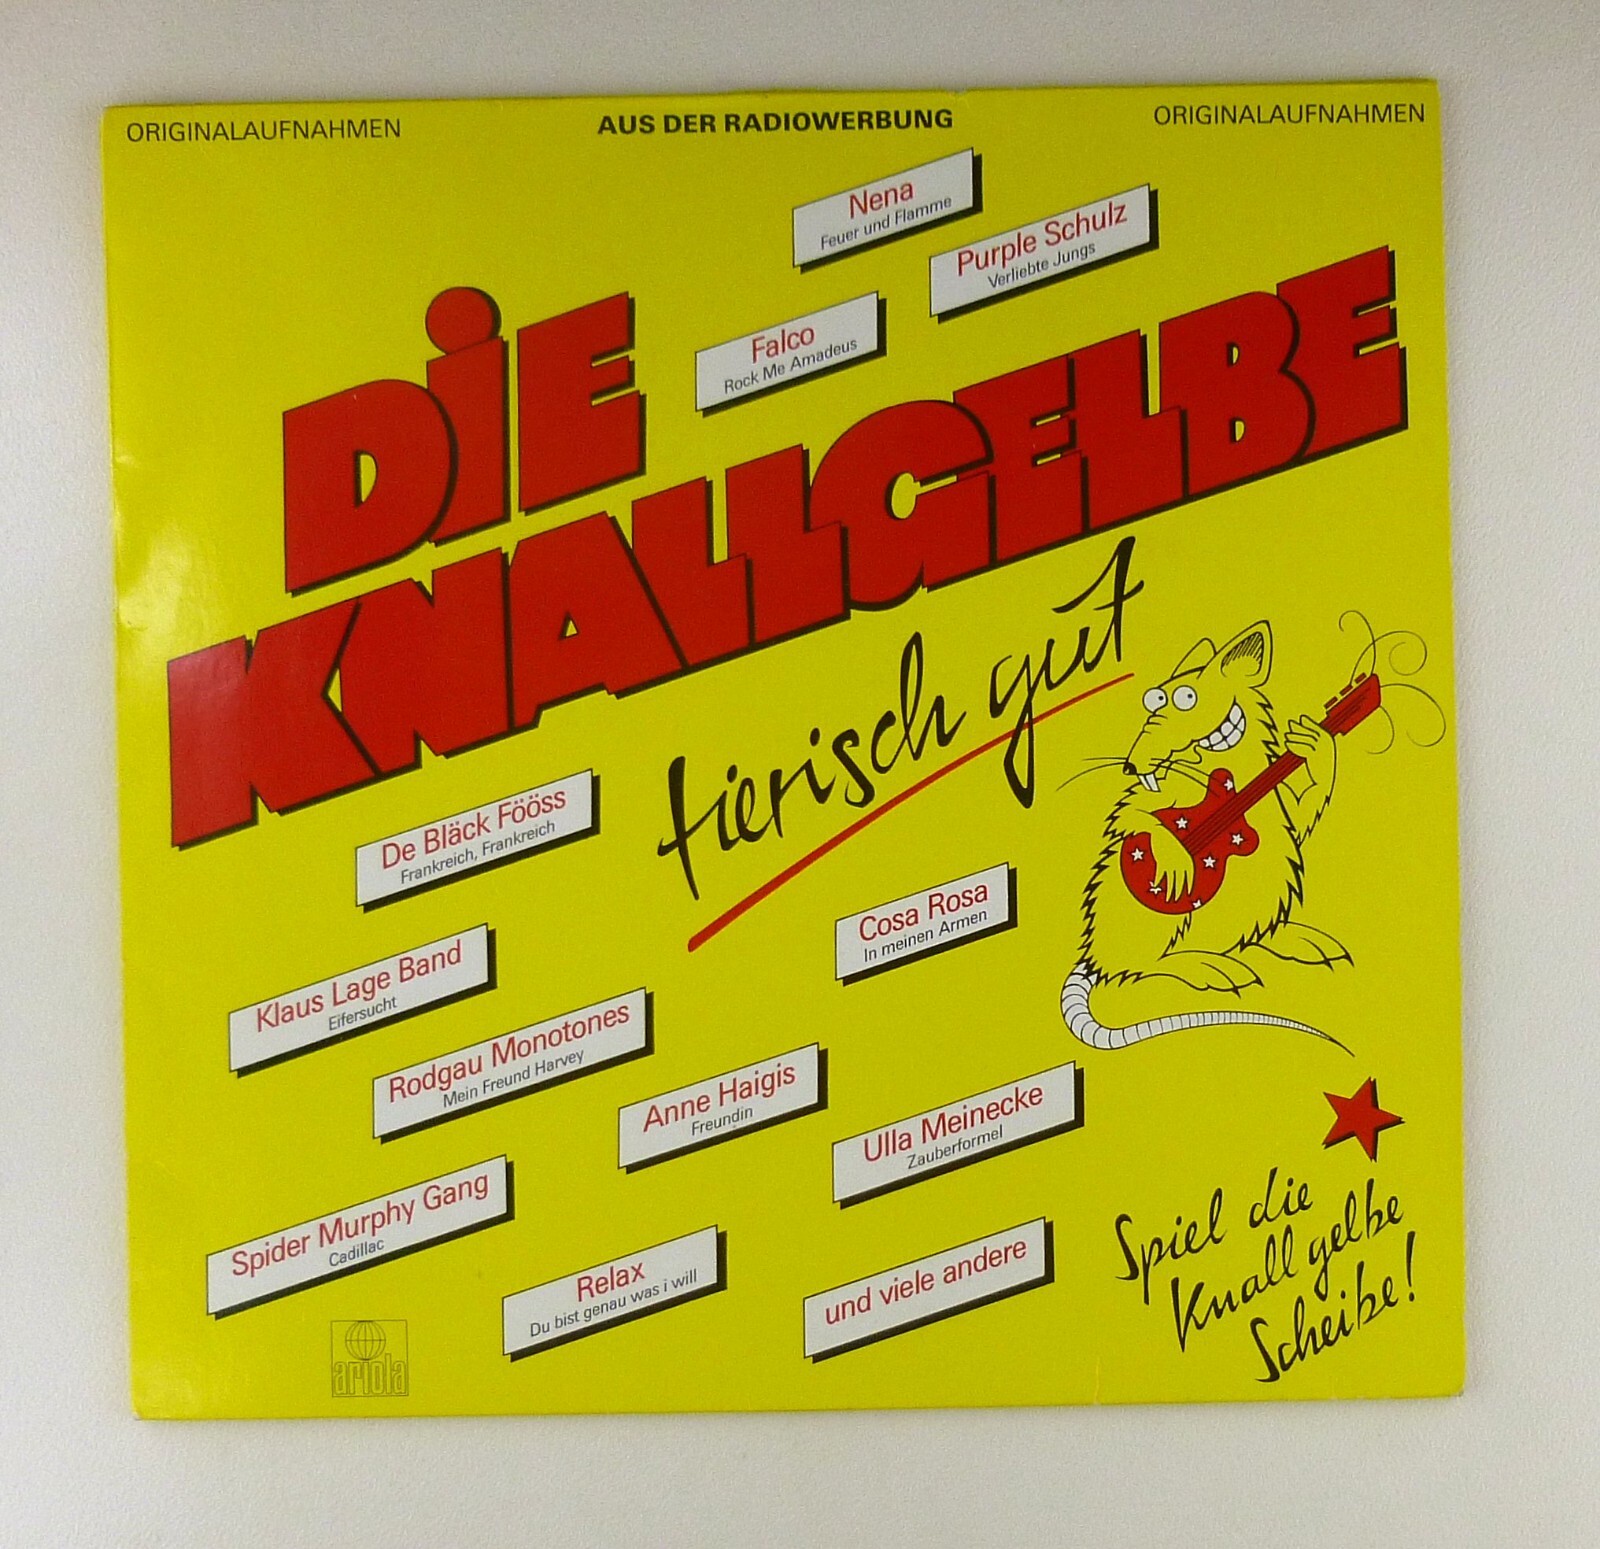 ORIGINALAUFNAHMEN
AUS DER RADIOWERBUNG
ORIGINALAUFNAHMEN
Nena
Feuer und Flamme
Purple Schulz
Verliebte Jungs
Falco
Rock Me Amadeus
DiE
KNALLGELBE
tierisch gut
De Bläck Fööss
Frankreich, Frankreich
Cosa Rosa
In meinen Armen
Klaus Lage Band
Eifersucht
Rodgau Monotones
Mein Freund Harvey
Anne Haigis
Freundin
Ulla Meinecke
Zauberformel
Spider Murphy Gang
Cadillac
Relax
Du bist genau was i will
und viele andere
Spiel die
Knallgelbe
Scheibe!
ariola